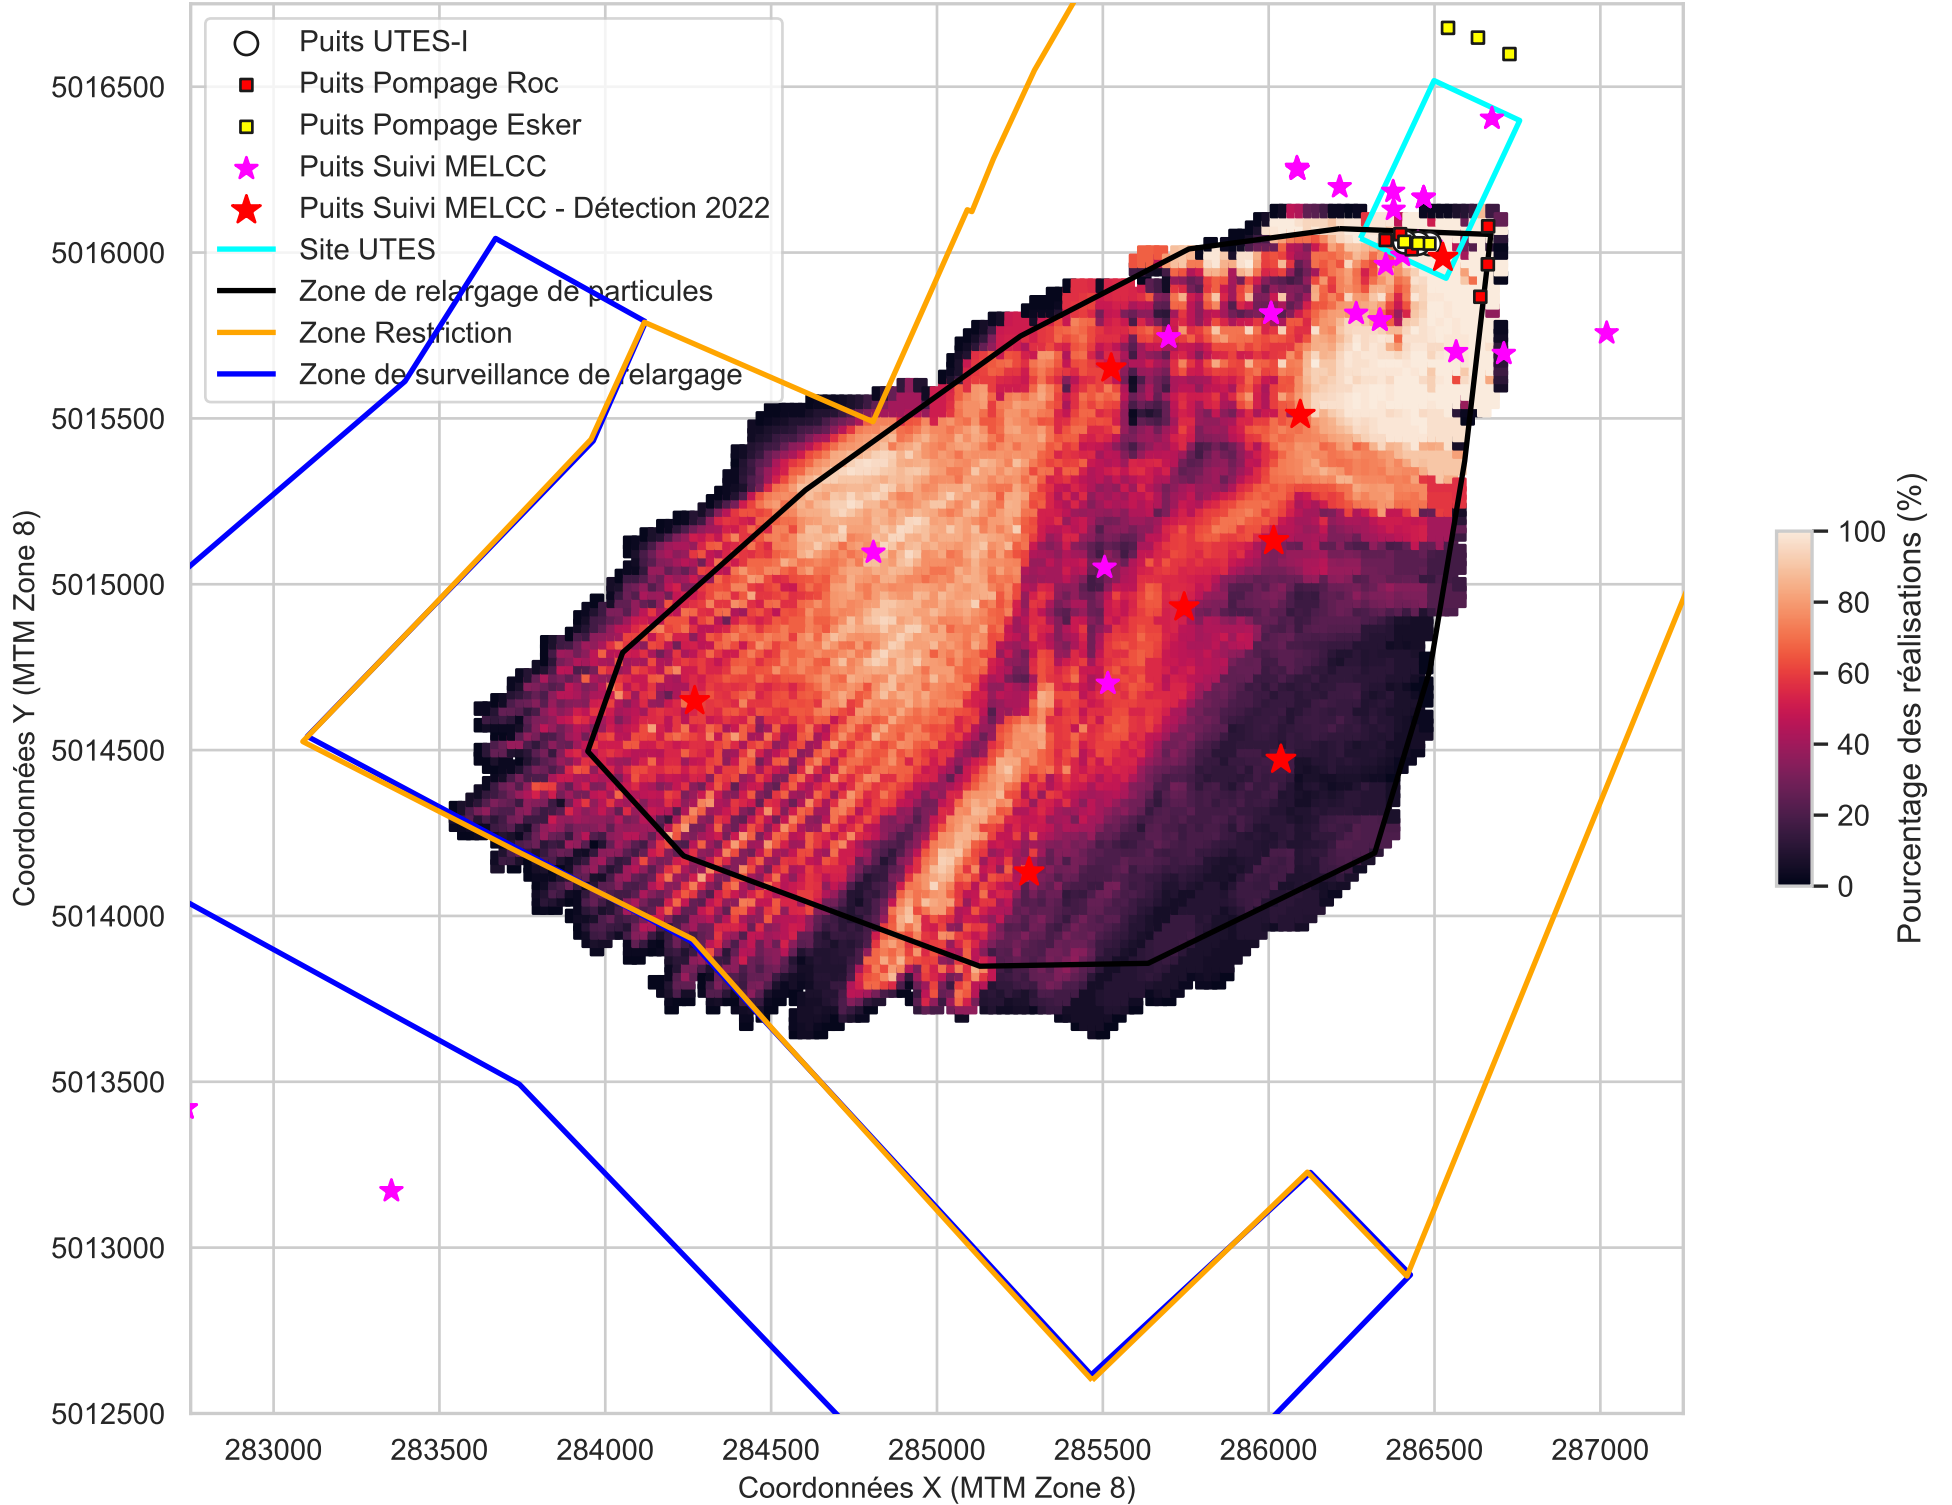 Puits UTES-I
Puits Pompage Roc
Puits Pompage Esker
Puits Suivi MELCC
Puits Suivi MELCC - Détection 2022
Site UTES
Zone de relargage de particules
Zone Restriction
Zone de surveillance de relargage
5016500
5016000
5015500
5015000
5014500
5014000
5013500
5013000
5012500
Coordonnées Y (MTM Zone 8)
283000 283500 284000 284500 285000 285500 286000 286500 287000
Coordonnées X (MTM Zone 8)
100
80
60
40
20
0
Pourcentage des réalisations (%)